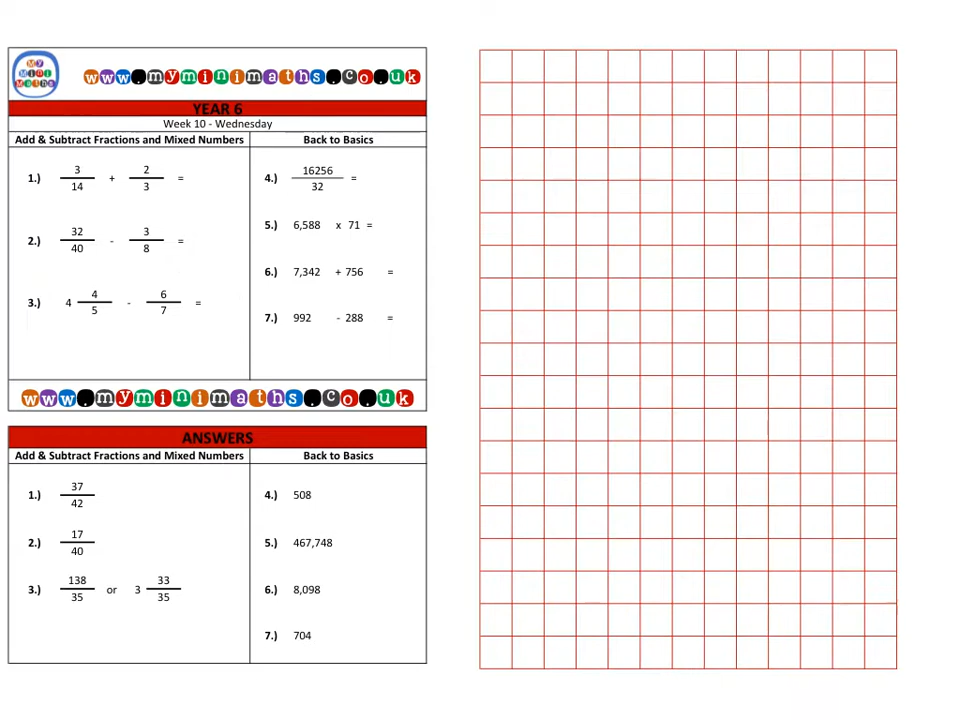 My
Mini
Maths
www.myminimaths.co.uk
YEAR 6
Week 10 - Wednesday
Add & Subtract Fractions and Mixed Numbers
Back to Basics
1.) 3/14 + 2/3 =
2.) 32/40 - 3/8 =
3.) 4 4/5 - 6/7 =
4.) 16256/32 =
5.) 6,588 x 71 =
6.) 7,342 + 756 =
7.) 992 - 288 =
www.myminimaths.co.uk
ANSWERS
Add & Subtract Fractions and Mixed Numbers
Back to Basics
1.) 37/42
2.) 17/40
3.) 138/35 or 3 33/35
4.) 508
5.) 467,748
6.) 8,098
7.) 704